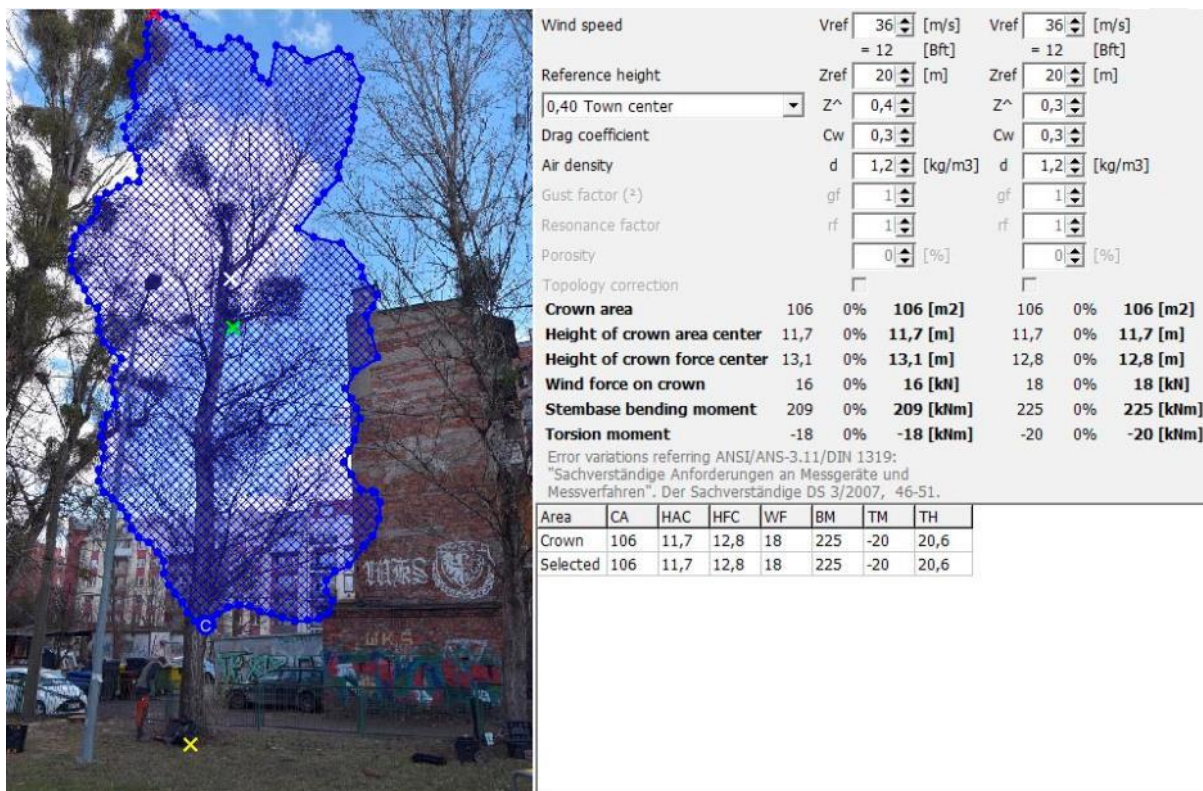 Wind speed Vref 36 [m/s] Vref 36 [m/s]
= 12 [Bft] = 12 [Bft]
Reference height Zref 20 [m] Zref 20 [m]
0,40 Town center Z^ 0,4 Z^ 0,3
Drag coefficient Cw 0,3 Cw 0,3
Air density d 1,2 [kg/m3] d 1,2 [kg/m3]
Gust factor (²) gf 1 gf 1
Resonance factor rf 1 rf 1
Porosity 0 [%] 0 [%]
Topology correction
Crown area 106 0% 106 [m2] 106 0% 106 [m2]
Height of crown area center 11,7 0% 11,7 [m] 11,7 0% 11,7 [m]
Height of crown force center 13,1 0% 13,1 [m] 12,8 0% 12,8 [m]
Wind force on crown 16 0% 16 [kN] 18 0% 18 [kN]
Stembase bending moment 209 0% 209 [kNm] 225 0% 225 [kNm]
Torsion moment -18 0% -18 [kNm] -20 0% -20 [kNm]
Error variations referring ANSI/ANS-3.11/DIN 1319:
"Sachverständige Anforderungen an Messgeräte und
Messverfahren". Der Sachverständige DS 3/2007, 46-51.
Area CA HAC HFC WF BM TM TH
Crown 106 11,7 12,8 18 225 -20 20,6
Selected 106 11,7 12,8 18 225 -20 20,6
WKS
WKS
C